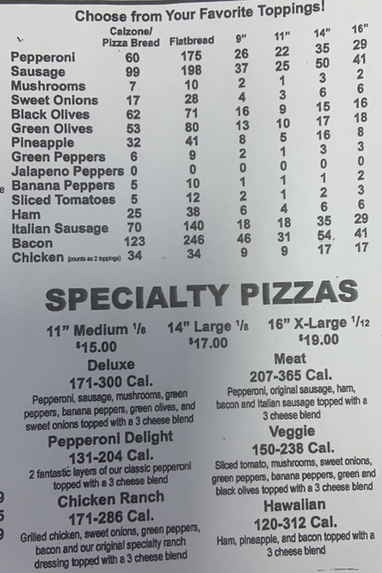 Choose from Your Favorite Toppings!
Calzone/
Pizza Bread Flatbread 9" 11" 14" 16"
Pepperoni 60 175 26 22 35 29
Sausage 99 198 37 25 50 41
Mushrooms 7 10 2 1 3 2
Sweet Onions 17 28 4 3 6 6
Black Olives 62 71 16 9 15 16
Green Olives 53 80 13 10 17 18
Pineapple 32 41 8 5 16 8
Green Peppers 6 9 2 1 3 3
Jalapeno Peppers 0 0 0 0 0 0
Banana Peppers 5 10 1 1 1 2
Sliced Tomatoes 5 12 2 1 2 3
Ham 25 38 6 4 6 6
Italian Sausage 70 140 18 18 35 29
Bacon 123 246 46 31 54 41
Chicken (counts as 2 toppings) 34 34 9 9 17 17
SPECIALTY PIZZAS
11" Medium 1/8 14" Large 1/8 16" X-Large 1/12
$15.00 $17.00 $19.00
Deluxe
171-300 Cal.
Pepperoni, sausage, mushrooms, green
peppers, banana peppers, green olives, and
sweet onions topped with a 3 cheese blend
Pepperoni Delight
131-204 Cal.
2 fantastic layers of our classic pepperoni
topped with a 3 cheese blend
Chicken Ranch
171-286 Cal.
Grilled chicken, sweet onions, green peppers,
bacon and our original specialty ranch
dressing topped with a 3 cheese blend
Meat
207-365 Cal.
Pepperoni, original sausage, ham,
bacon and Italian sausage topped with a
3 cheese blend
Veggie
150-238 Cal.
Sliced tomato, mushrooms, sweet onions,
green peppers, banana peppers, green and
black olives topped with a 3 cheese blend
Hawaiian
120-312 Cal.
Ham, pineapple, and bacon topped with a
3 cheese blend